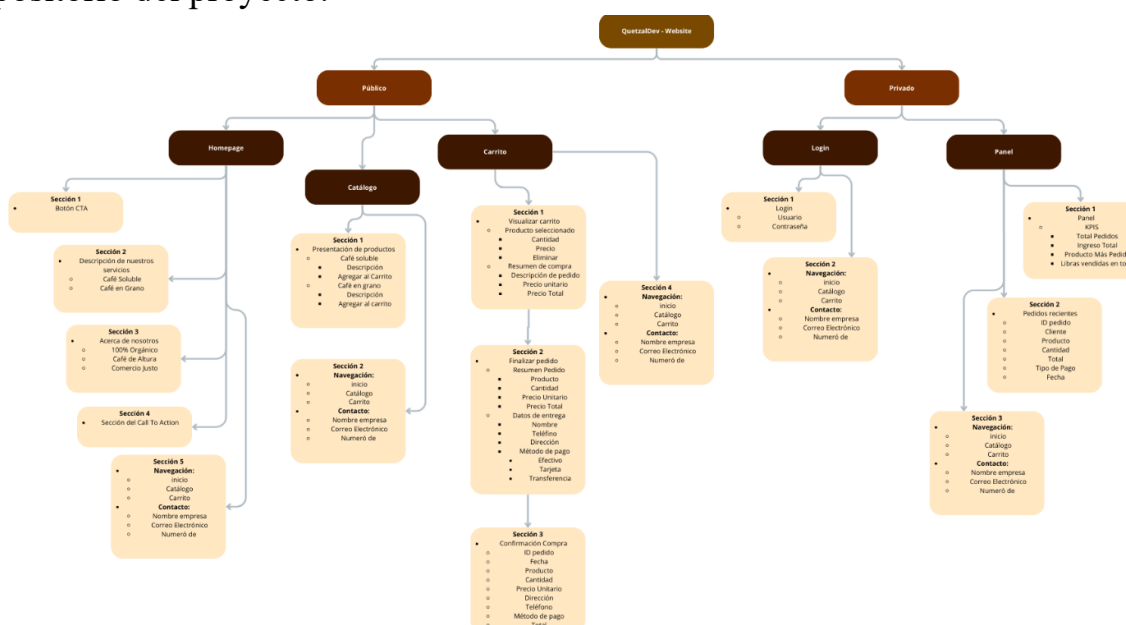 positorio del proyecto.
QuetzalDev - Website
Público
Privado
Homepage
Sección 1
Botón CTA
Sección 2
Descripción de nuestros
servicios
Café Soluble
Café en Grano
Sección 3
Acerca de nosotros
100% Orgánico
Café de Altura
Comercio Justo
Sección 4
Sección del Call To Action
Sección 5
Navegación:
inicio
Catálogo
Carrito
Contacto:
Nombre empresa
Correo Electrónico
Numeró de
Catálogo
Sección 1
Presentación de productos
Café soluble
Descripción
Agregar al Carrito
Café en grano
Descripción
Agregar al carrito
Sección 2
Navegación:
inicio
Catálogo
Carrito
Contacto:
Nombre empresa
Correo Electrónico
Numeró de
Carrito
Sección 1
Visualizar carrito
Producto seleccionado
Cantidad
Precio
Eliminar
Resumen de compra
Descripción de pedido
Precio unitario
Precio Total
Sección 2
Finalizar pedido
Resumen Pedido
Producto
Cantidad
Precio Unitario
Precio Total
Datos de entrega
Nombre
Teléfino
Dirección
Método de pago
Efectivo
Tarjeta
Transferencia
Sección 3
Confirmación Compra
ID pedido
Fecha
Producto
Cantidad
Precio Unitario
Dirección
Teléfono
Método de pago
Total
Sección 4
Navegación:
inicio
Catálogo
Carrito
Contacto:
Nombre empresa
Correo Electrónico
Numeró de
Login
Sección 1
Login
Usuario
Contraseña
Sección 2
Navegación:
inicio
Catálogo
Carrito
Contacto:
Nombre empresa
Correo Electrónico
Numeró de
Panel
Sección 1
Panel
KPIS
Total Pedidos
Ingreso Total
Producto Más Pedid
Libras vendidas en to
Sección 2
Pedidos recientes
ID pedido
Cliente
Producto
Cantidad
Total
Tipo de Pago
Fecha
Sección 3
Navegación:
inicio
Catálogo
Carrito
Contacto:
Nombre empresa
Correo Electrónico
Numeró de